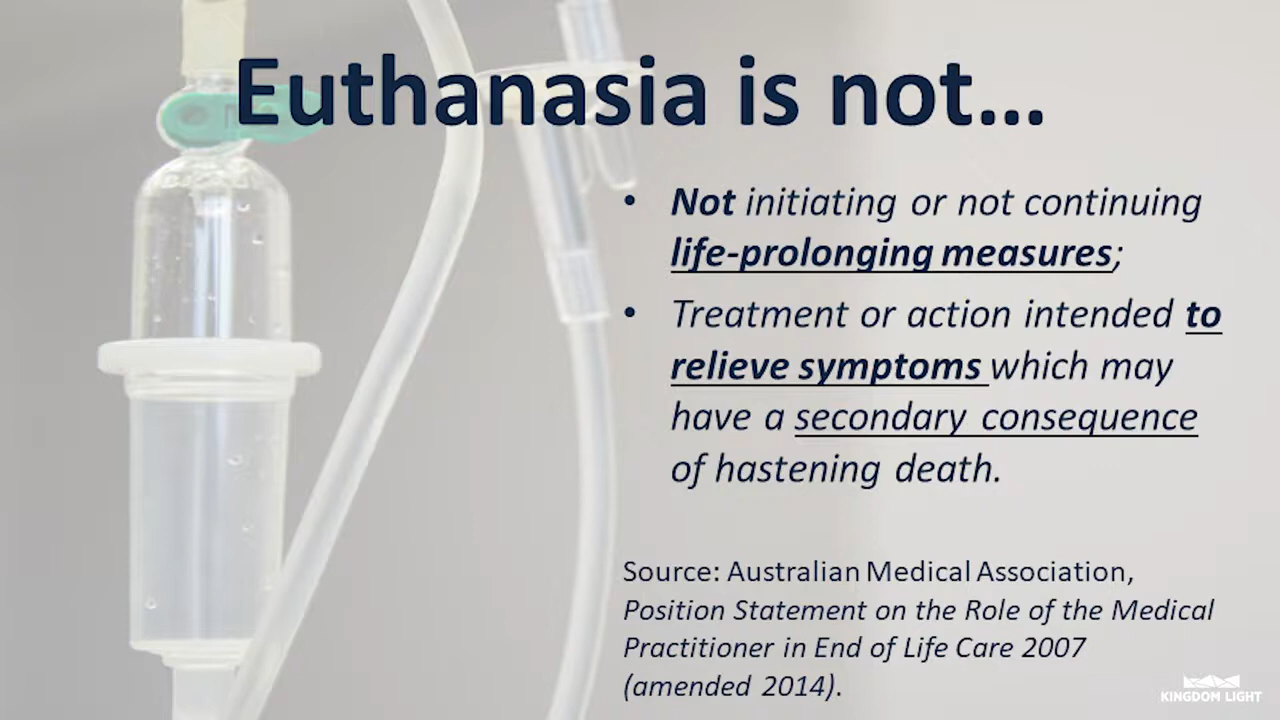 Euthanasia is not...
• Not initiating or not continuing
life-prolonging measures;
• Treatment or action intended to
relieve symptoms which may
have a secondary consequence
of hastening death.
Source: Australian Medical Association,
Position Statement on the Role of the Medical
Practitioner in End of Life Care 2007
(amended 2014).
KINGDOM LIGHT